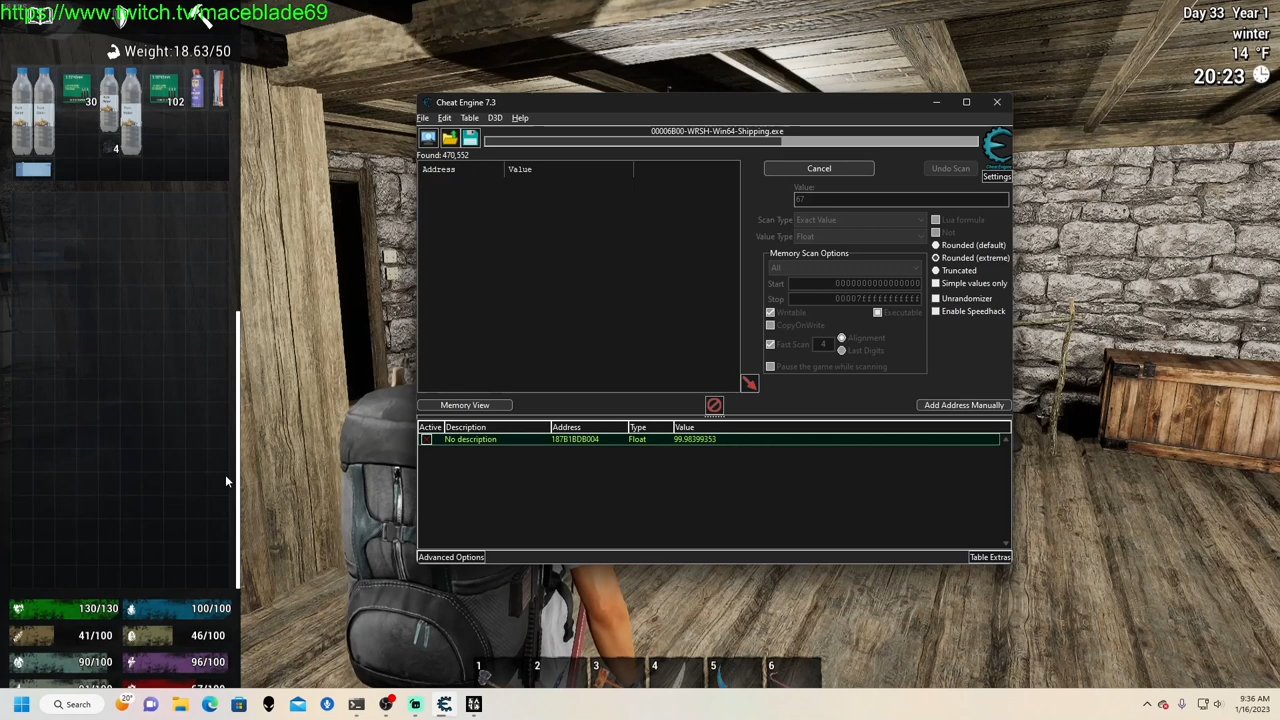 https://www.twitch.tv/maceblade69
Day 33 Year 1
winter
14 °F
20:23
Weight:18.63/50
30
102
4
Cheat Engine 7.3
File Edit Table D3D Help
00006B00-WRSH-Win64-Shipping.exe
Found: 470,552
Address Value
Cancel
Undo Scan
Settings
Value:
67
Scan Type Exact Value
Lua formula
Value Type Float
Not
Rounded (default)
Memory Scan Options
Rounded (extreme)
All
Truncated
Start 0000000000000000
Simple values only
Stop 00007fffffffffff
Unrandomizer
Writable
Executable
Enable Speedhack
CopyOnWrite
Fast Scan 4
Alignment
Last Digits
Pause the game while scanning
Memory View
Add Address Manually
Active Description Address Type Value
No description 187B1BDB004 Float 99.98399353
Advanced Options
Table Extras
130/130 100/100
41/100 46/100
90/100 96/100
1 2 3 4 5 6
20°
Search
9:36 AM
1/16/2023